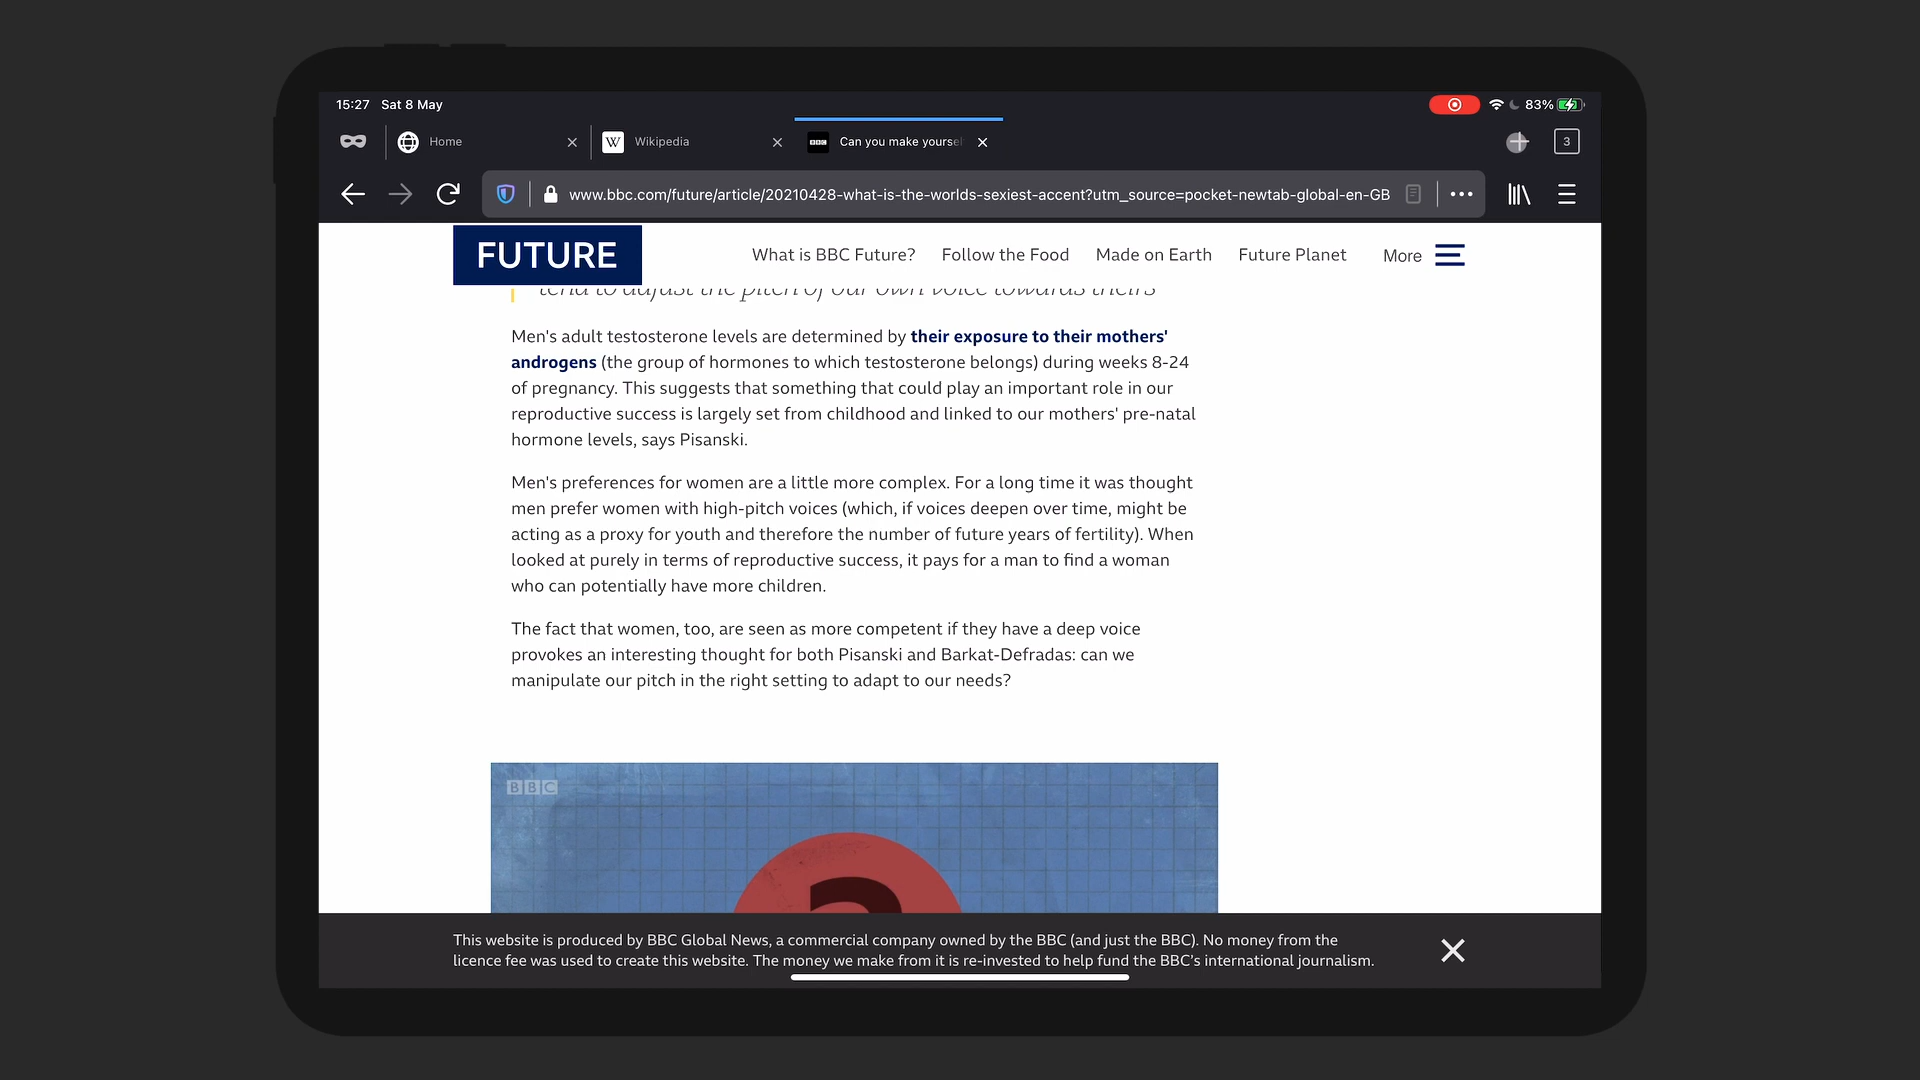 15:27 Sat 8 May
83%
Home
W Wikipedia
BBC Can you make yourse
3
www.bbc.com/future/article/20210428-what-is-the-worlds-sexiest-accent?utm_source=pocket-newtab-global-en-GB
FUTURE
What is BBC Future? Follow the Food Made on Earth Future Planet More
tend to adjust the pitch of our own voice towards theirs
Men's adult testosterone levels are determined by their exposure to their mothers'
androgens (the group of hormones to which testosterone belongs) during weeks 8-24
of pregnancy. This suggests that something that could play an important role in our
reproductive success is largely set from childhood and linked to our mothers' pre-natal
hormone levels, says Pisanski.
Men's preferences for women are a little more complex. For a long time it was thought
men prefer women with high-pitch voices (which, if voices deepen over time, might be
acting as a proxy for youth and therefore the number of future years of fertility). When
looked at purely in terms of reproductive success, it pays for a man to find a woman
who can potentially have more children.
The fact that women, too, are seen as more competent if they have a deep voice
provokes an interesting thought for both Pisanski and Barkat-Defradas: can we
manipulate our pitch in the right setting to adapt to our needs?
BBC
This website is produced by BBC Global News, a commercial company owned by the BBC (and just the BBC). No money from the
licence fee was used to create this website. The money we make from it is re-invested to help fund the BBC's international journalism.